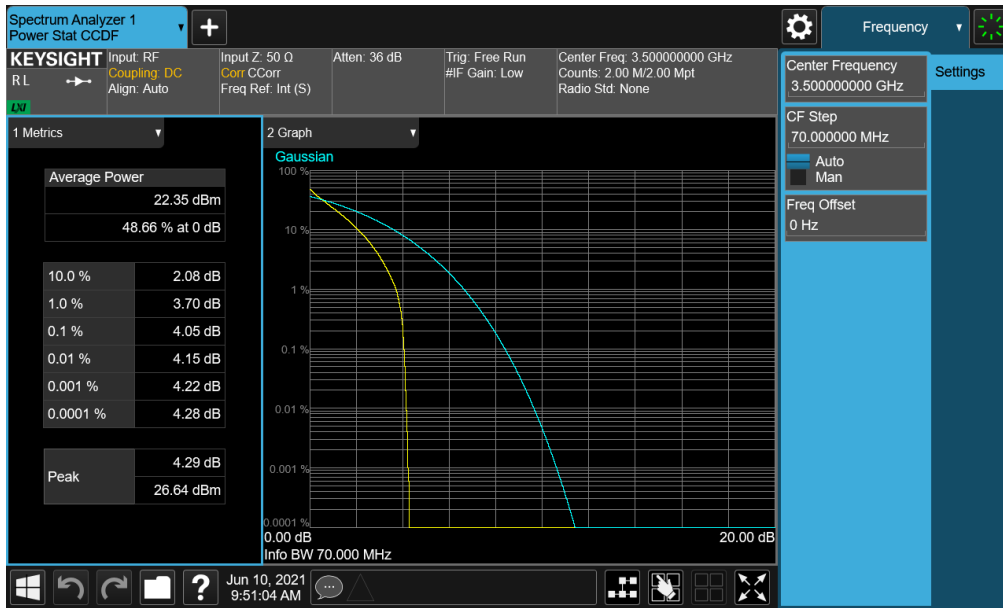 Spectrum Analyzer 1
Power Stat CCDF
Frequency
KEYSIGHT
R L
LXI
Input: RF
Coupling: DC
Align: Auto
Input Z: 50 Ω
Corr CCorr
Freq Ref: Int (S)
Atten: 36 dB
Trig: Free Run
#IF Gain: Low
Center Freq: 3.500000000 GHz
Counts: 2.00 M/2.00 Mpt
Radio Std: None
Center Frequency
3.500000000 GHz
Settings
CF Step
70.000000 MHz
Auto
Man
Freq Offset
0 Hz
1 Metrics
Average Power
22.35 dBm
48.66 % at 0 dB
10.0 % 2.08 dB
1.0 % 3.70 dB
0.1 % 4.05 dB
0.01 % 4.15 dB
0.001 % 4.22 dB
0.0001 % 4.28 dB
Peak
4.29 dB
26.64 dBm
2 Graph
Gaussian
100 %
10 %
1 %
0.1 %
0.01 %
0.001 %
0.0001 %
0.00 dB 20.00 dB
Info BW 70.000 MHz
?
Jun 10, 2021
9:51:04 AM